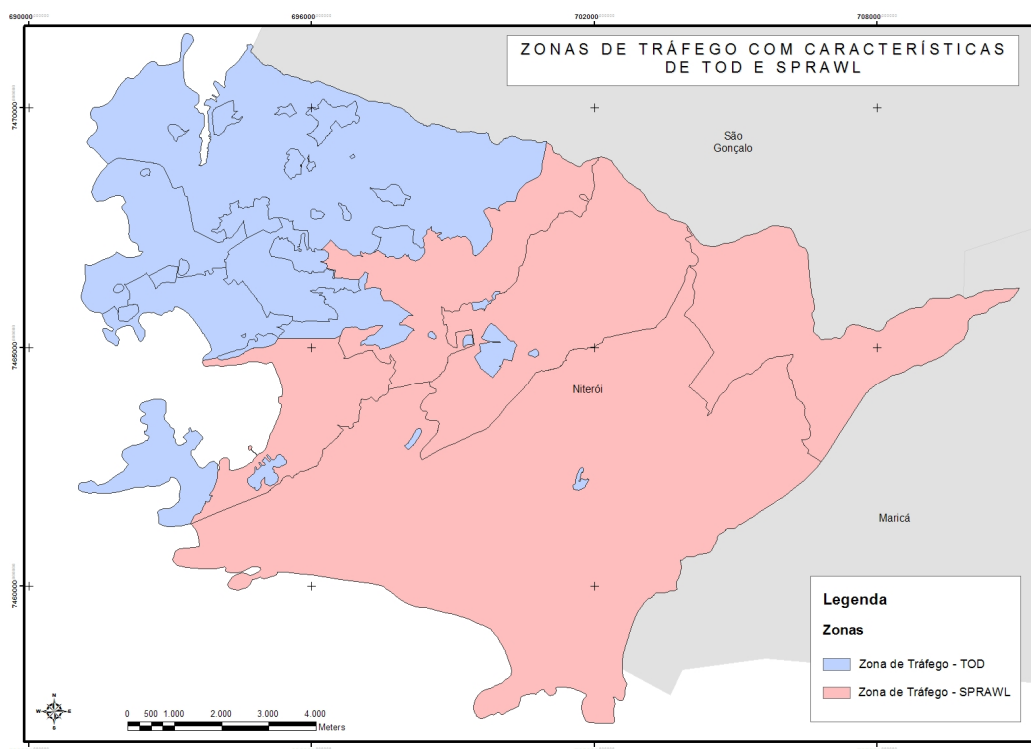 690000
696000
702000
708000
ZONAS DE TRÁFEGO COM CARACTERÍSTICAS
DE TOD E SPRAWL
7470000
São
Gonçalo
7465000
Niterói
Maricá
7460000
Legenda
Zonas
Zona de Tráfego - TOD
Zona de Tráfego - SPRAWL
N
W
E
S
0 500 1.000 2.000 3.000 4.000
Meters